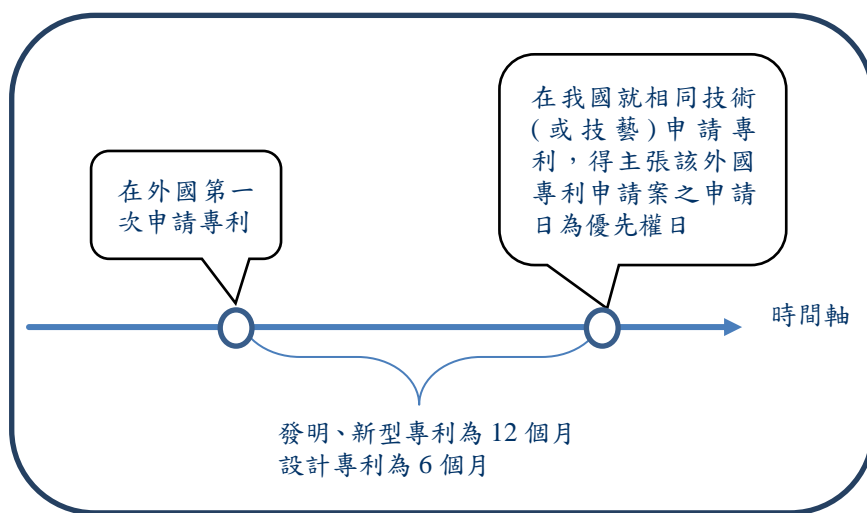 在外國第一
次申請專利
在我國就相同技術
(或技藝)申請專
利，得主張該外國
專利申請案之申請
日為優先權日
時間軸
發明、新型專利為 12 個月
設計專利為 6 個月